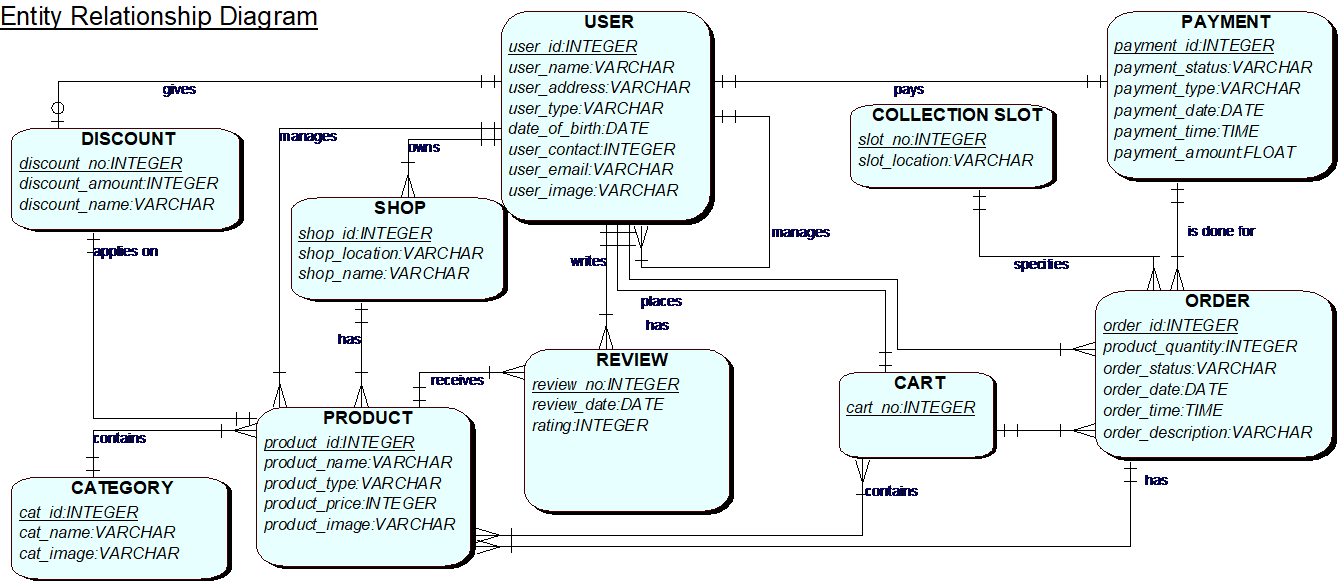 Entity Relationship Diagram
USER
user_id:INTEGER
user_name:VARCHAR
user_address:VARCHAR
user_type:VARCHAR
date_of_birth:DATE
user_contact:INTEGER
user_email:VARCHAR
user_image:VARCHAR
PAYMENT
payment_id:INTEGER
payment_status:VARCHAR
payment_type:VARCHAR
payment_date:DATE
payment_time:TIME
payment_amount:FLOAT
gives
pays
COLLECTION SLOT
slot_no:INTEGER
slot_location:VARCHAR
DISCOUNT
discount_no:INTEGER
discount_amount:INTEGER
discount_name:VARCHAR
manages
owns
SHOP
shop_id:INTEGER
shop_location:VARCHAR
shop_name:VARCHAR
manages
is done for
applies on
writes
specifies
places
has
has
ORDER
order_id:INTEGER
product_quantity:INTEGER
order_status:VARCHAR
order_date:DATE
order_time:TIME
order_description:VARCHAR
REVIEW
review_no:INTEGER
review_date:DATE
rating:INTEGER
receives
CART
cart_no:INTEGER
PRODUCT
product_id:INTEGER
product_name:VARCHAR
product_type:VARCHAR
product_price:INTEGER
product_image:VARCHAR
contains
CATEGORY
cat_id:INTEGER
cat_name:VARCHAR
cat_image:VARCHAR
contains
has